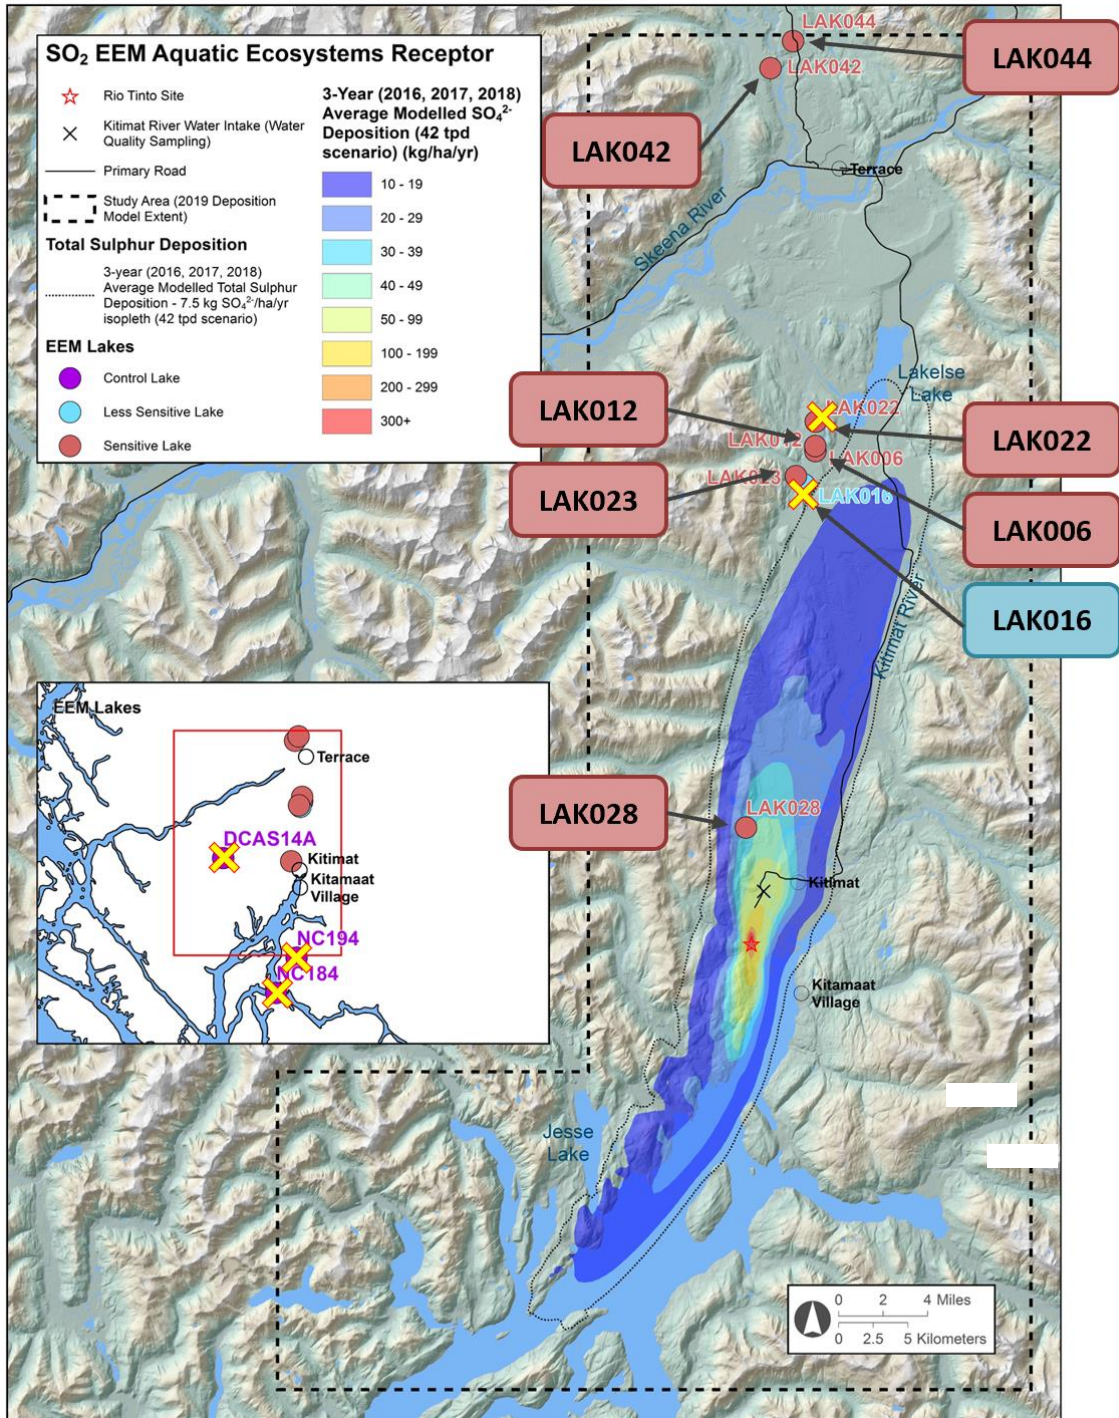 SO2 EEM Aquatic Ecosystems Receptor
Rio Tinto Site
Kitimat River Water Intake (Water
Quality Sampling)
Primary Road
Study Area (2019 Deposition
Model Extent)
Total Sulphur Deposition
3-year (2016, 2017, 2018)
Average Modelled Total Sulphur
Deposition - 7.5 kg SO4²⁻/ha/yr
isopleth (42 tpd scenario)
EEM Lakes
Control Lake
Less Sensitive Lake
Sensitive Lake
3-Year (2016, 2017, 2018)
Average Modelled SO4²⁻
Deposition (42 tpd
scenario) (kg/ha/yr)
10 - 19
20 - 29
30 - 39
40 - 49
50 - 99
100 - 199
200 - 299
300+
LAK044
LAK044
LAK042
LAK042
Terrace
Skeena River
Lakelse
Lake
LAK012
LAK022
LAK022
LAK012
LAK006
LAK023
LAK023
LAK006
LAK016
LAK016
Kitimat River
LAK028
LAK028
Kitimat
Kitamaat
Village
Jesse
Lake
EEM Lakes
Terrace
DCAS14A
Kitimat
Kitamaat
Village
NC194
NC184
0 2 4 Miles
0 2.5 5 Kilometers